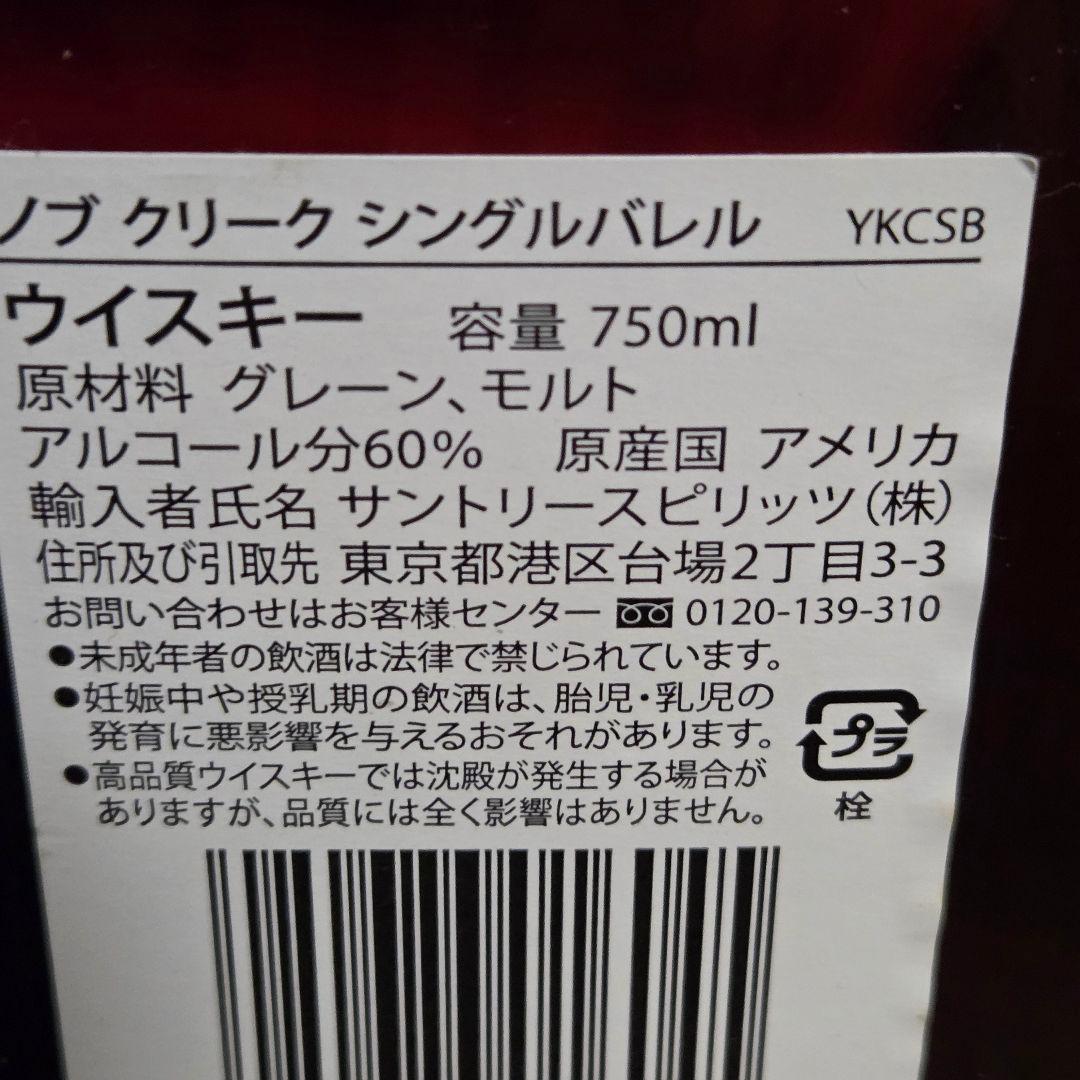 ノブ クリーク シングルバレル YKCSB
ウイスキー 容量 750ml
原材料 グレーン、モルト
アルコール分60% 原産国 アメリカ
輸入者氏名 サントリースピリッツ(株)
住所及び引取先 東京都港区台場2丁目3-3
お問い合わせはお客様センター 0120-139-310
●未成年者の飲酒は法律で禁じられています。
●妊娠中や授乳期の飲酒は、胎児・乳児の
発育に悪影響を与えるおそれがあります。
●高品質ウイスキーでは沈殿が発生する場合が
ありますが、品質には全く影響はありません。
プラ
栓